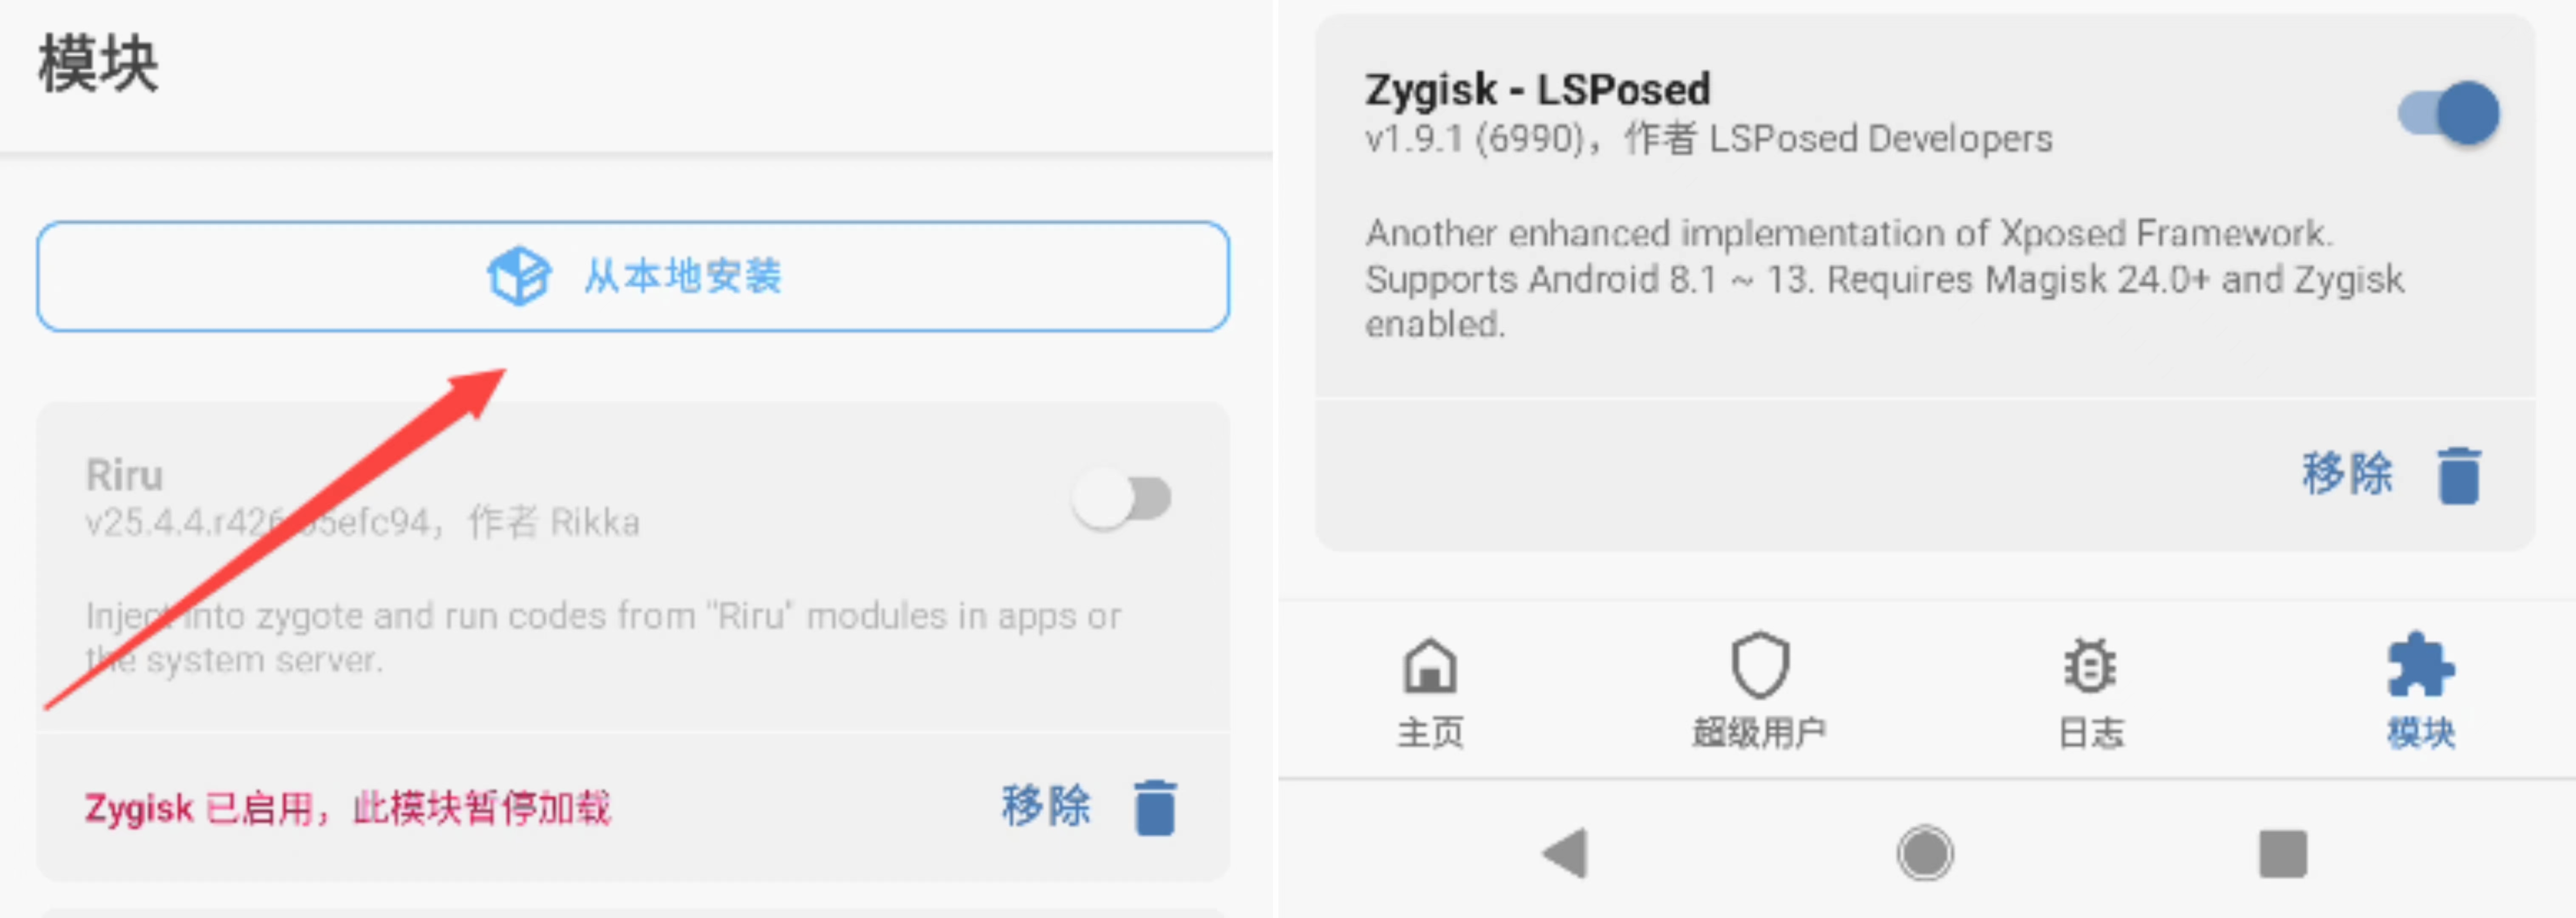 模块
从本地安装
Riru
v25.4.4.r426. 5efc94，作者 Rikka
Inject into zygote and run codes from "Riru" modules in apps or
the system server.
Zygisk 已启用，此模块暂停加载
移除
Zygisk - LSPosed
v1.9.1 (6990)，作者 LSPosed Developers
Another enhanced implementation of Xposed Framework.
Supports Android 8.1 ~ 13. Requires Magisk 24.0+ and Zygisk
enabled.
移除
主页
超级用户
日志
模块